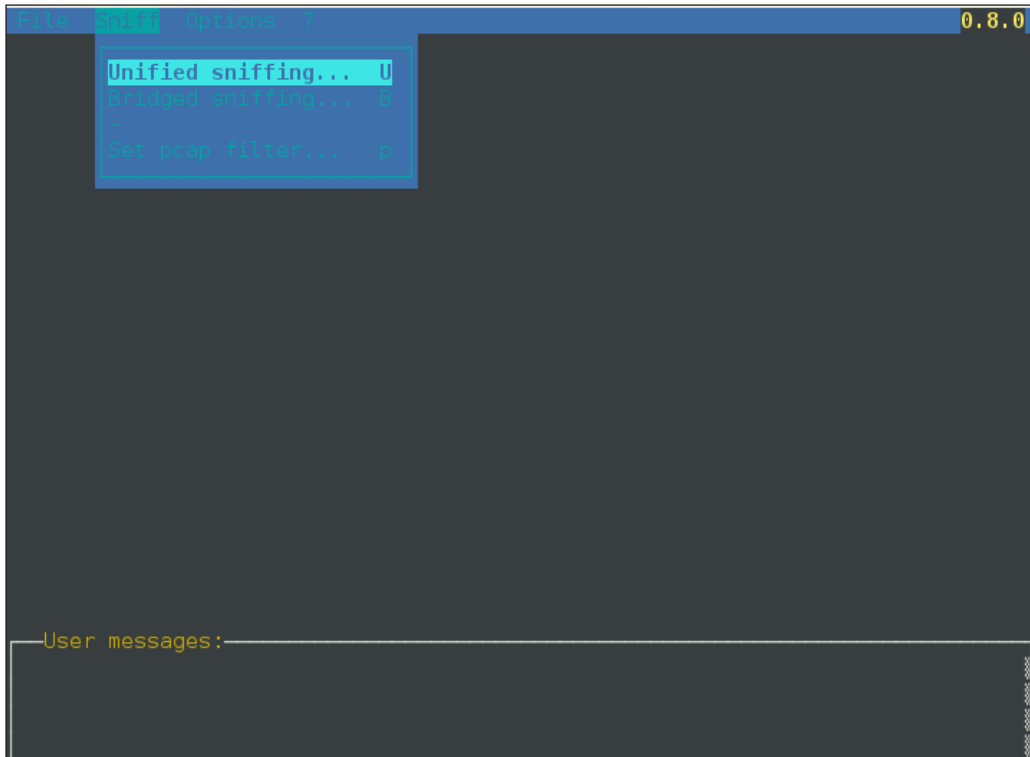 File Sniff Options ? 0.8.0
Unified sniffing... U
Bridged sniffing... B
-
Set pcap filter... p
User messages: